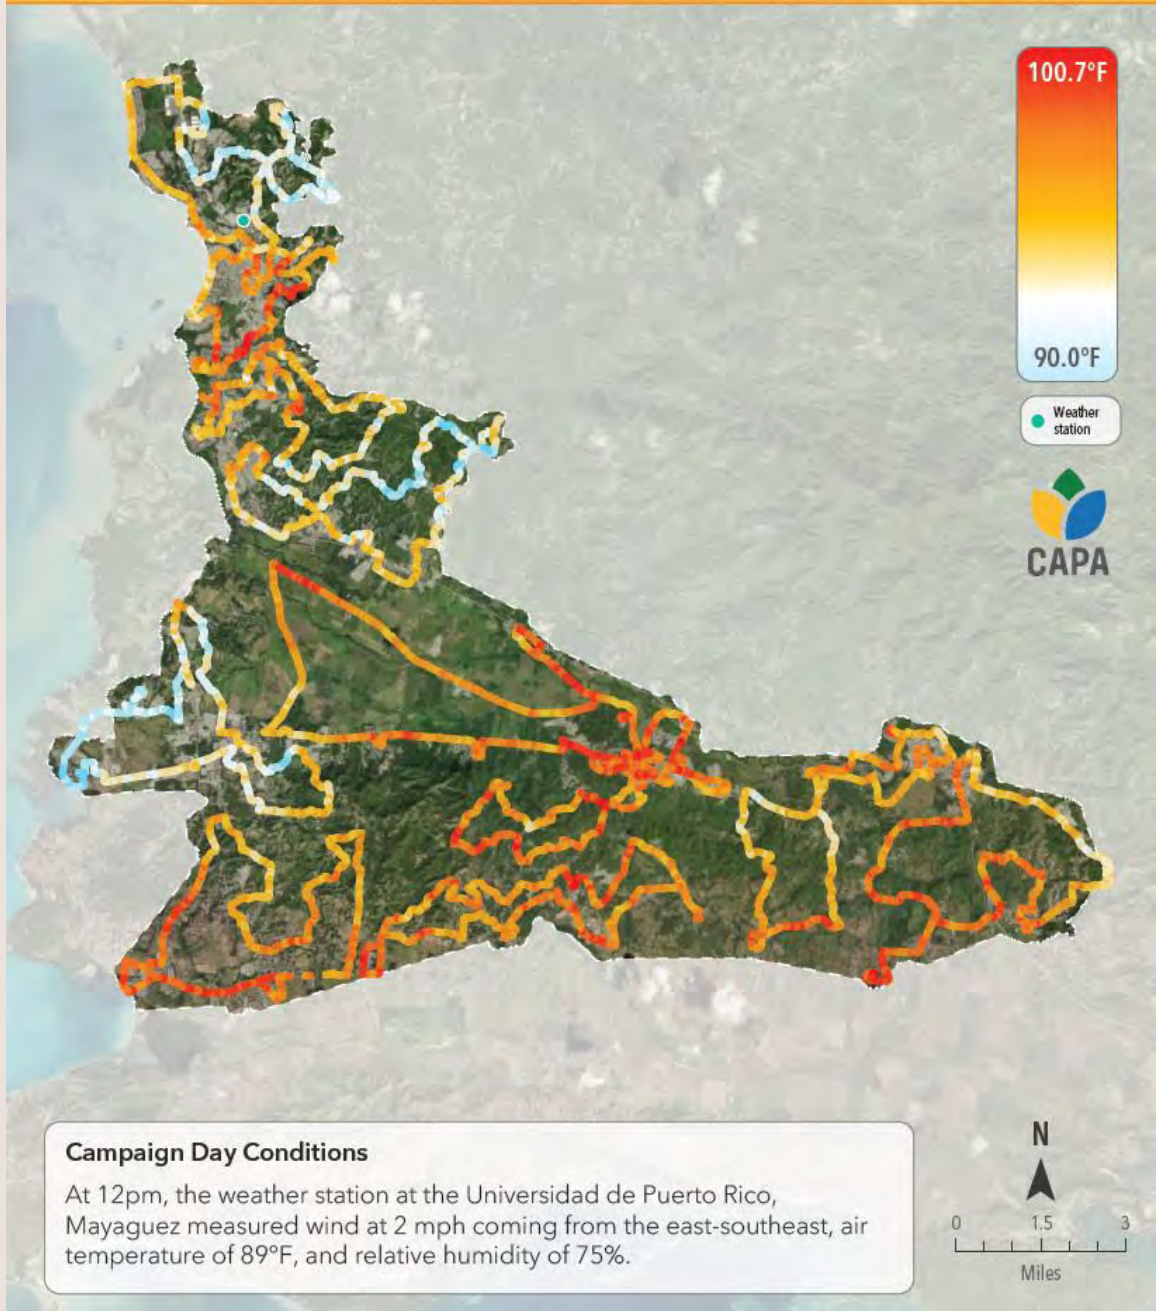 100.7°F
90.0°F
Weather
station
CAPA
Campaign Day Conditions
At 12pm, the weather station at the Universidad de Puerto Rico,
Mayaguez measured wind at 2 mph coming from the east-southeast, air
temperature of 89°F, and relative humidity of 75%.
N
0 1.5 3
Miles